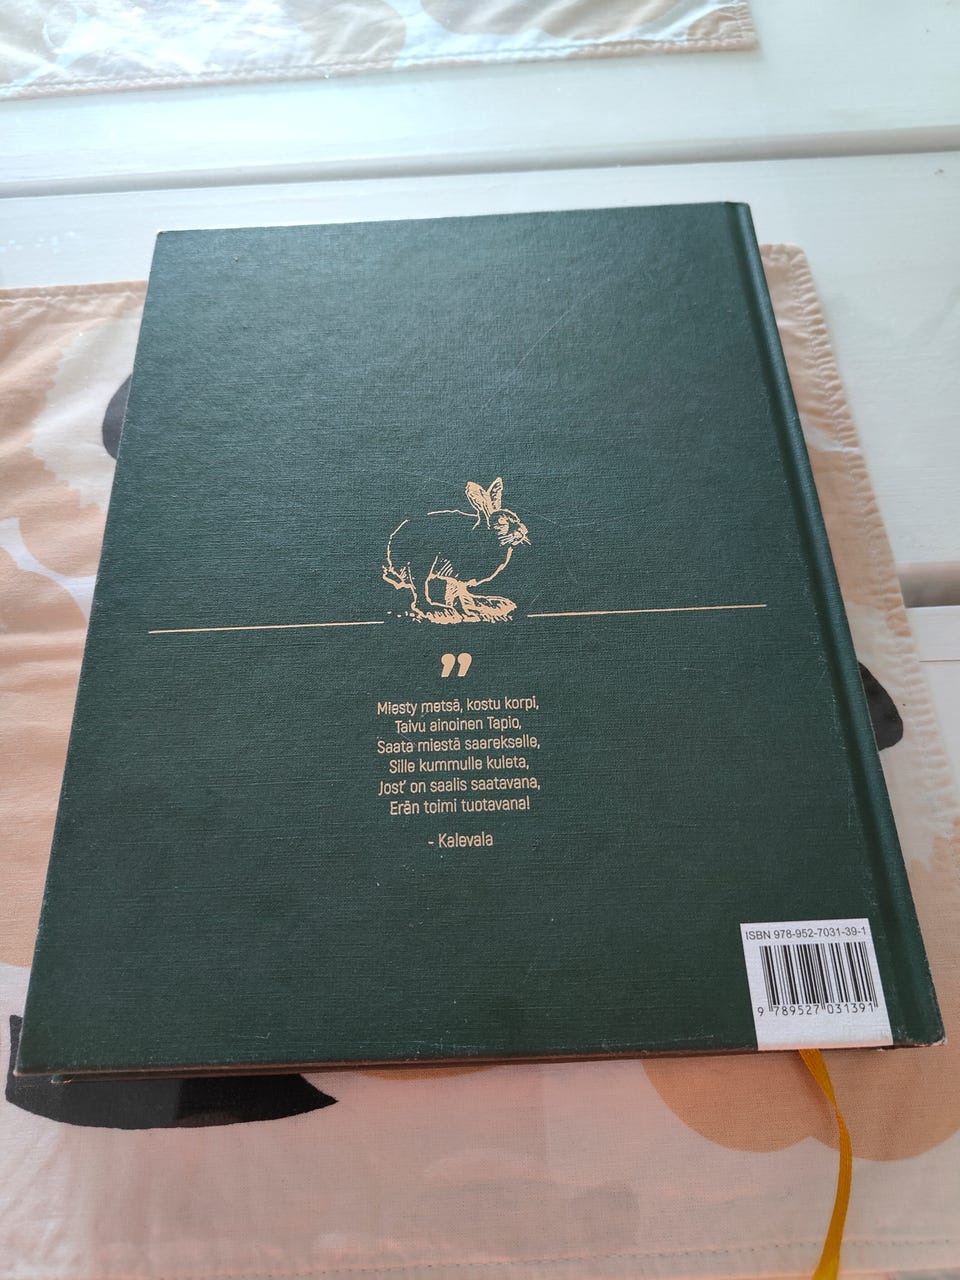 ”
Miesty metsä, kostu korpi,
Taivu ainoinen Tapio,
Saata miestä saarekselle,
Sille kummulle kuleta,
Jost' on saalis saatavana,
Erän toimi tuotavana!
- Kalevala
ISBN 978-952-7031-39-1
9 789527 031391